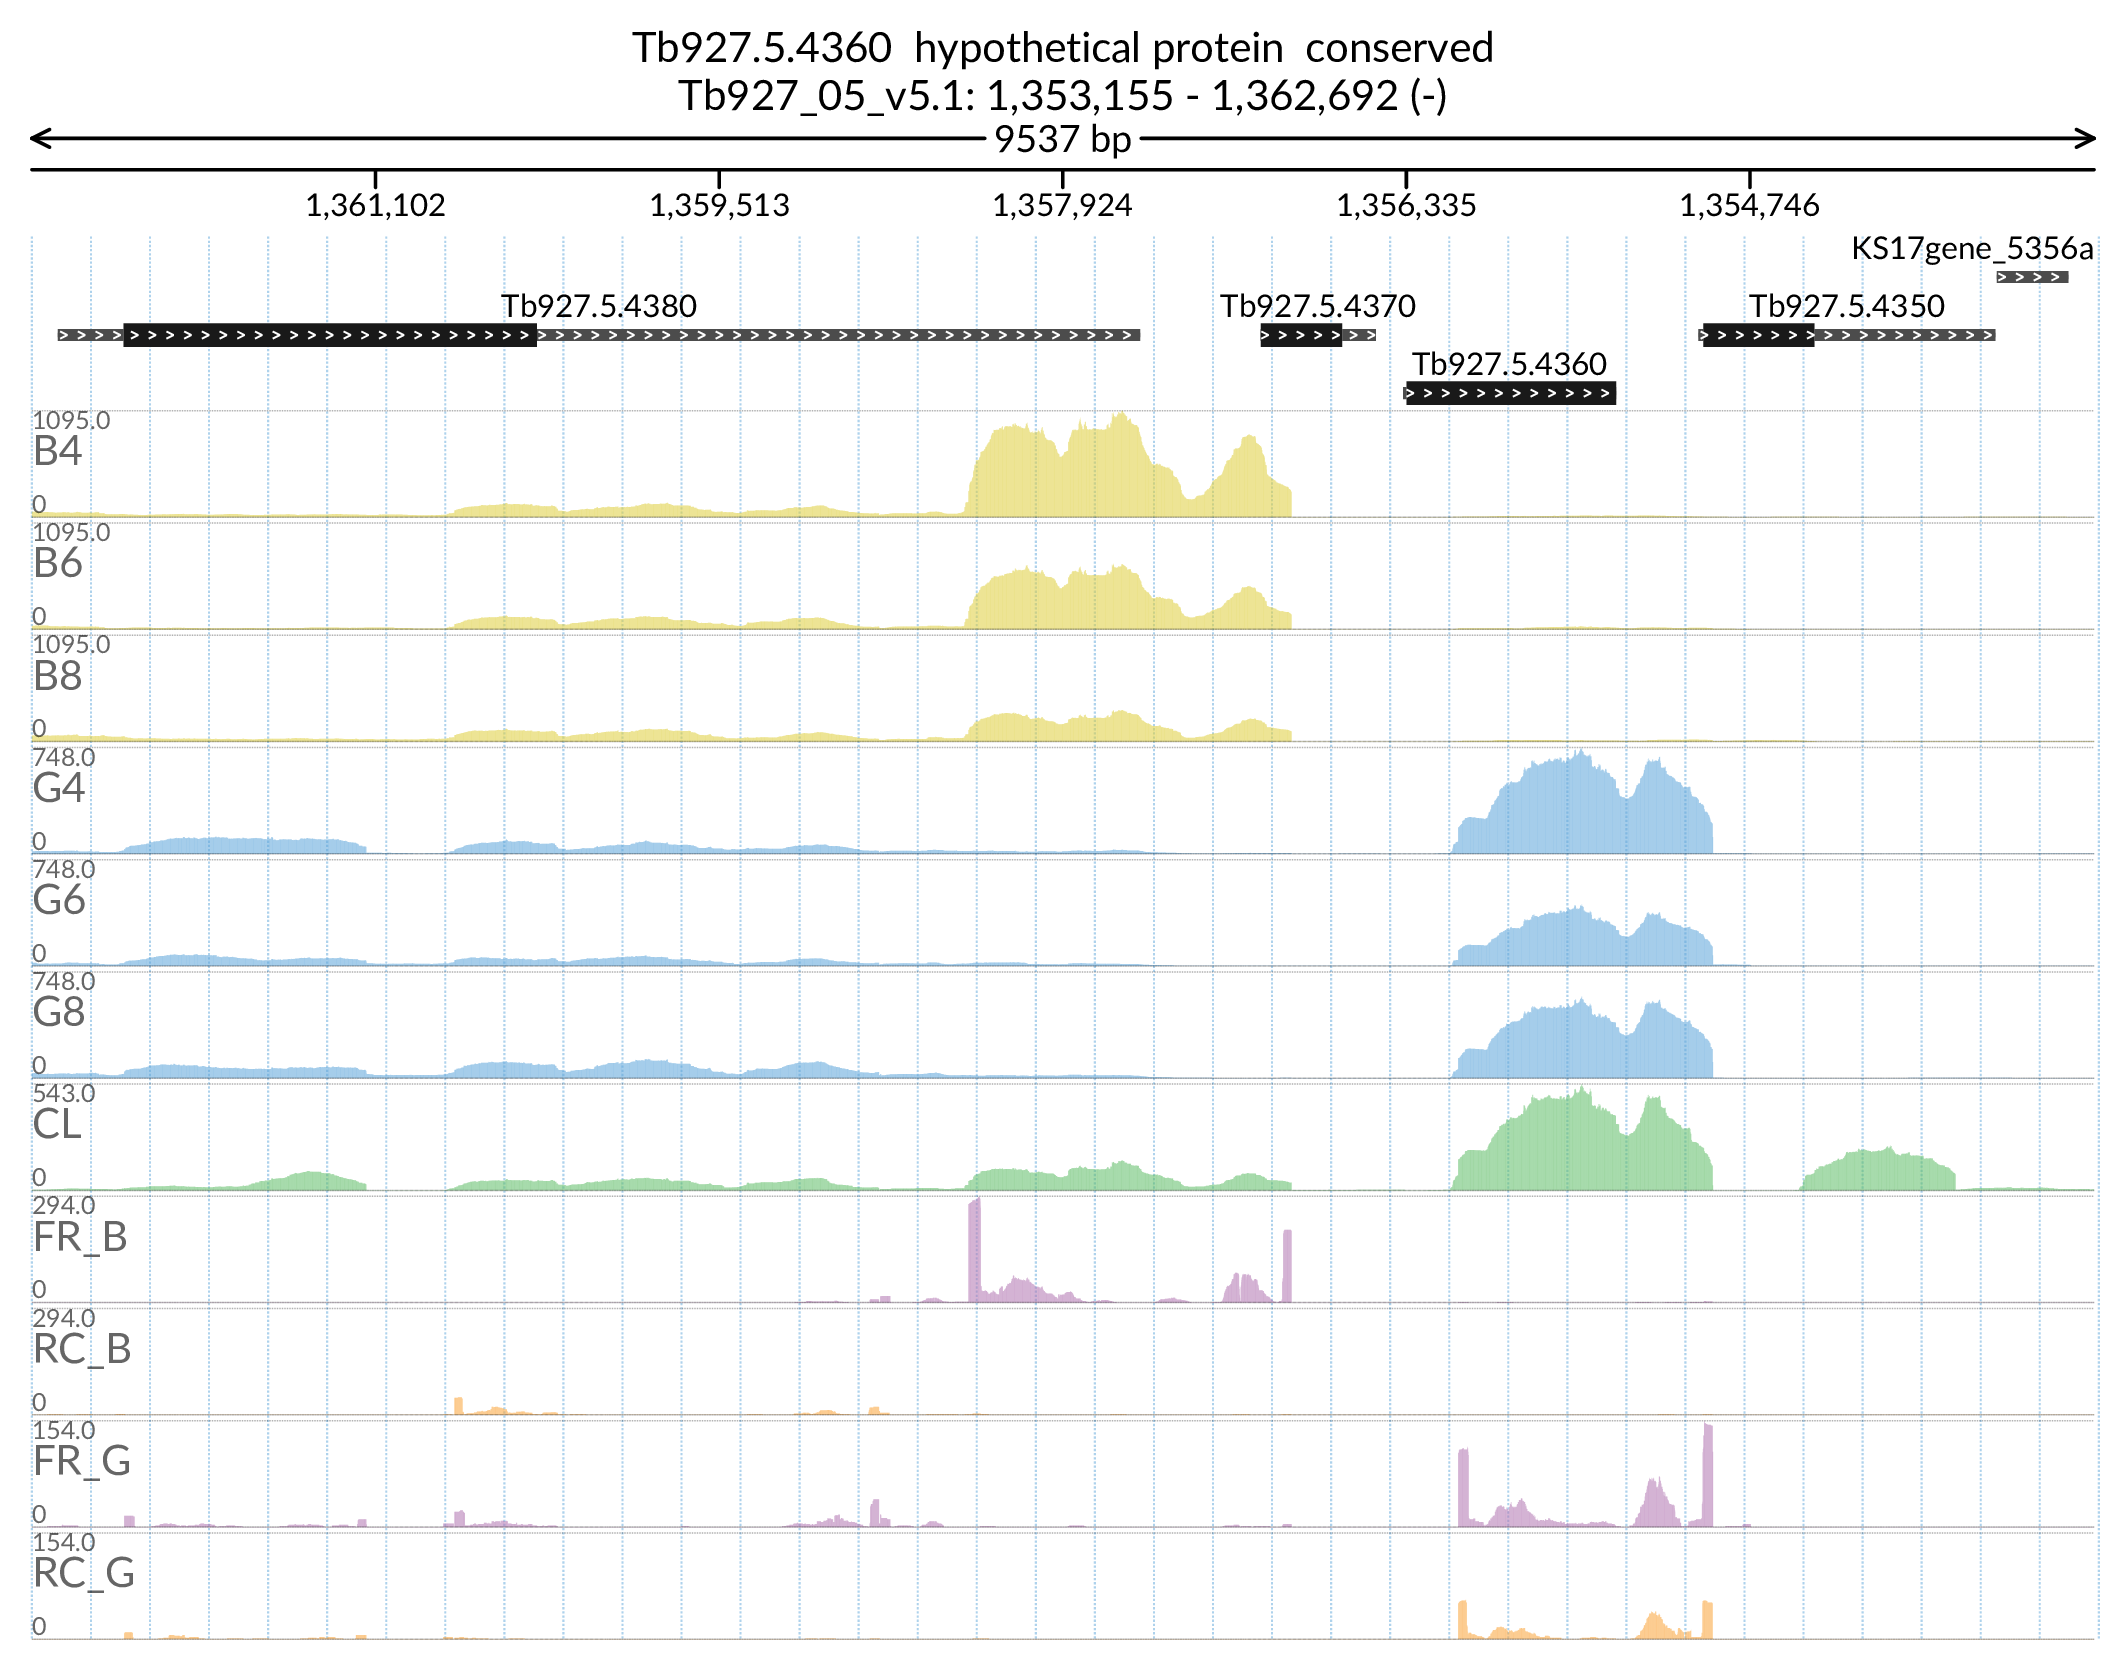 Tb927.5.4360  hypothetical protein  conserved
Tb927_05_v5.1: 1,353,155 - 1,362,692 (-)
9537 bp
1,361,102 1,359,513 1,357,924 1,356,335 1,354,746
KS17gene_5356a
Tb927.5.4380 Tb927.5.4370 Tb927.5.4350
Tb927.5.4360
1095.0
B4
0
1095.0
B6
0
1095.0
B8
0
748.0
G4
0
748.0
G6
0
748.0
G8
0
543.0
CL
0
294.0
FR_B
0
294.0
RC_B
0
154.0
FR_G
0
154.0
RC_G
0